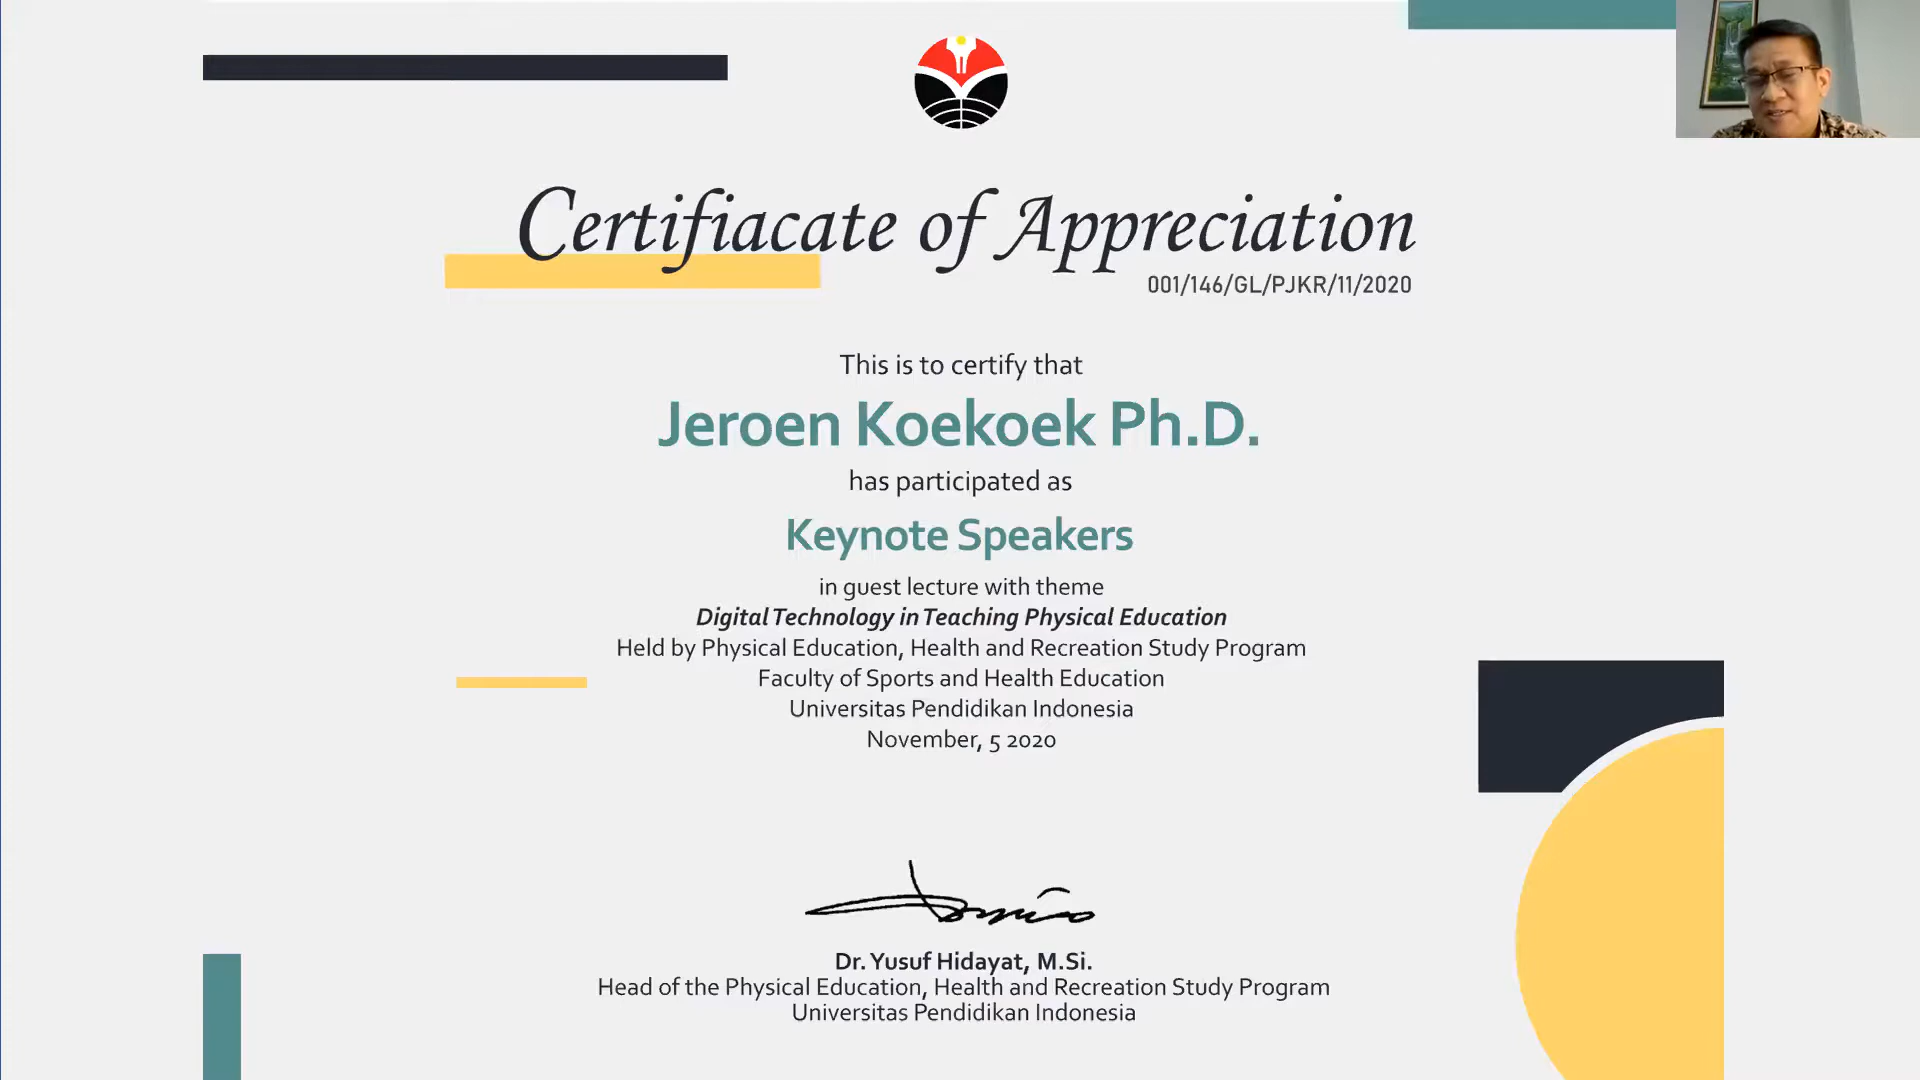 Certifiacate of Appreciation
001/146/GL/PJKR/11/2020
This is to certify that
Jeroen Koekoek Ph.D.
has participated as
Keynote Speakers
in guest lecture with theme
Digital Technology in Teaching Physical Education
Held by Physical Education, Health and Recreation Study Program
Faculty of Sports and Health Education
Universitas Pendidikan Indonesia
November, 5 2020
Dr. Yusuf Hidayat, M.Si.
Head of the Physical Education, Health and Recreation Study Program
Universitas Pendidikan Indonesia